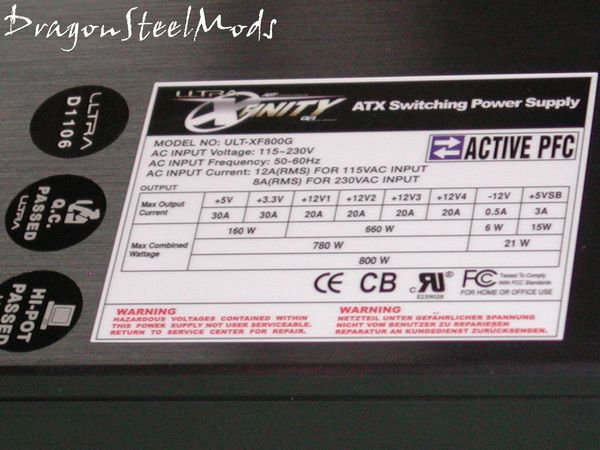 DragonSteelMods
ULTRA
X-FINITY
ATX Switching Power Supply
MODEL NO: ULT-XF800G
AC INPUT Voltage: 115~230V
AC INPUT Frequency: 50-60Hz
AC INPUT Current: 12A(RMS) FOR 115VAC INPUT
8A(RMS) FOR 230VAC INPUT
ACTIVE PFC
OUTPUT
Max Output Current +5V +3.3V +12V1 +12V2 +12V3 +12V4 -12V +5VSB
30A 30A 20A 20A 20A 20A 0.5A 3A
Max Combined Wattage 160 W 660 W 6 W 15W
780 W 21 W
800 W
CE CB c RU US FC Tested To Comply
With FCC Standards
E239028 FOR HOME OR OFFICE USE
WARNING
HAZARDOUS VOLTAGES CONTAINED WITHIN
THIS POWER SUPPLY NOT USER SERVICEABLE.
RETURN TO SERVICE CENTER FOR REPAIR.
WARNING
NETZTEIL UNTER GEFÄHRLICHER SPANNUNG
NICHT VOM BENUTZER ZU REPARIEREN
REPARATUR AN KUNDEDIENST ZURÜCKSENDEN.
ULTRA
D1106
Q.C.
PASSED
ULTRA
HI-POT
PASSED